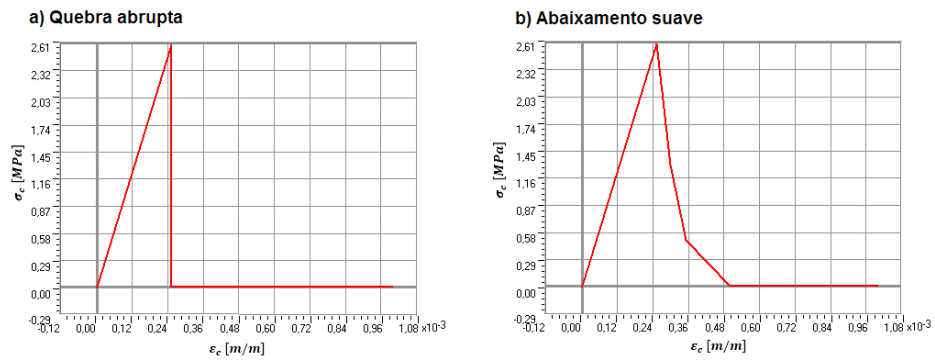 a) Quebra abrupta
2,61
2,32
2,03
1,74
1,45
1,16
0,87
0,58
0,29
0,00
-0,29
σc [MPa]
-0,12 0,00 0,12 0,24 0,36 0,48 0,60 0,72 0,84 0,96 1,08 x10-3
εc [m/m]
b) Abaixamento suave
2,61
2,32
2,03
1,74
1,45
1,16
0,87
0,58
0,29
0,00
-0,29
σc [MPa]
-0,12 0,00 0,12 0,24 0,36 0,48 0,60 0,72 0,84 0,96 1,08 x10-3
εc [m/m]